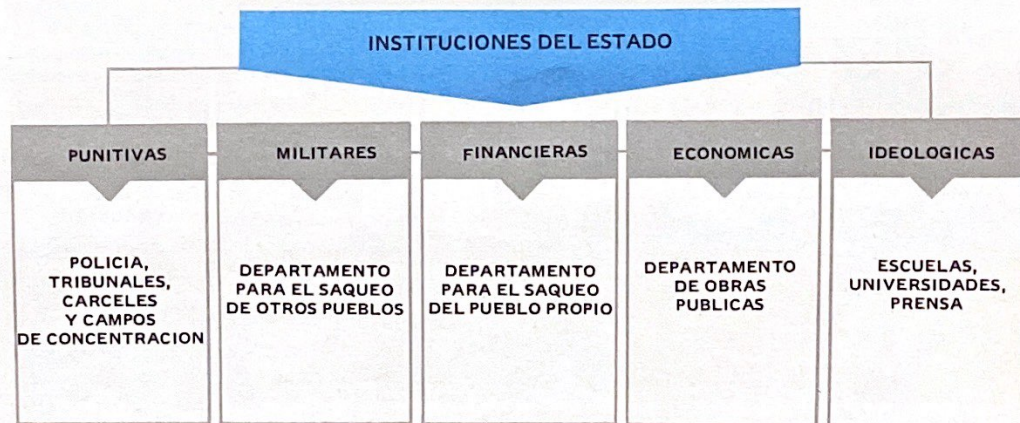 INSTITUCIONES DEL ESTADO
PUNITIVAS
MILITARES
FINANCIERAS
ECONOMICAS
IDEOLOGICAS
POLICIA,
TRIBUNALES,
CARCELES
Y CAMPOS
DE CONCENTRACION
DEPARTAMENTO
PARA EL SAQUEO
DE OTROS PUEBLOS
DEPARTAMENTO
PARA EL SAQUEO
DEL PUEBLO PROPIO
DEPARTAMENTO
DE OBRAS
PUBLICAS
ESCUELAS,
UNIVERSIDADES,
PRENSA